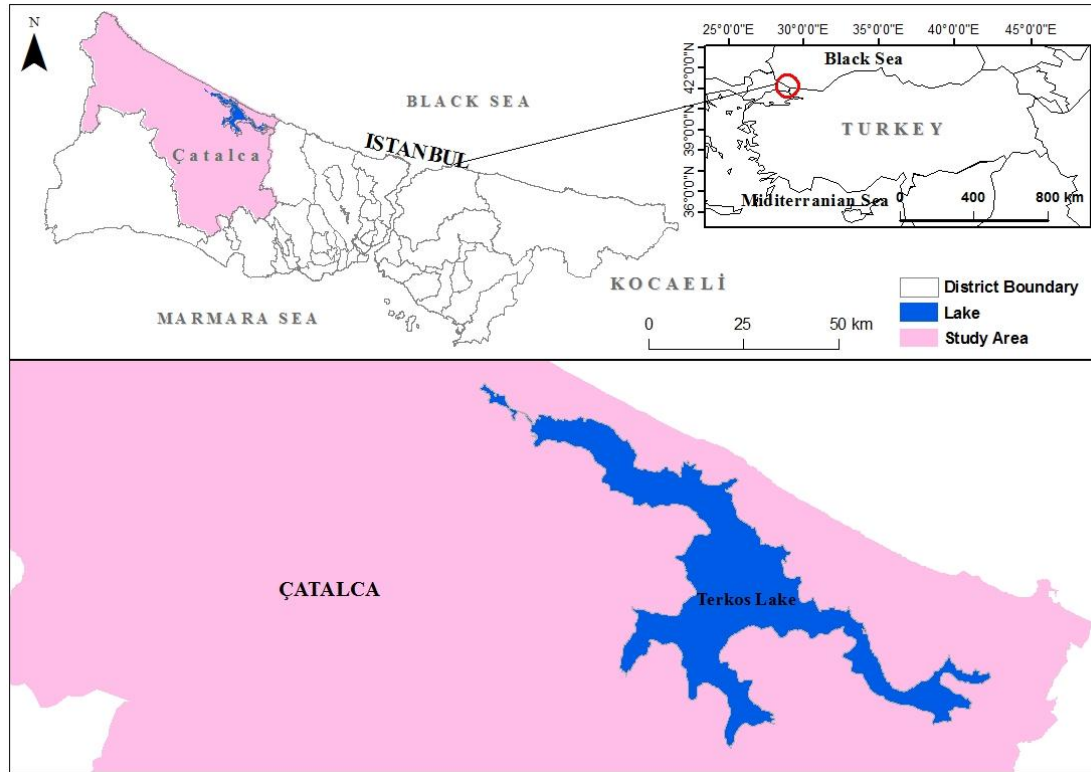 N
BLACK SEA
ISTANBUL
Çatalca
MARMARA SEA
KOCAELİ
0 25 50 km
25°0'0"E 29°0'0"E 35°0'0"E 40°0'0"E 45°0'0"E
42°0'0"N
39°0'0"N
36°0'0"N
Black Sea
TURKEY
Miditerranian Sea
0 400 800 km
District Boundary
Lake
Study Area
ÇATALCA
Terkos Lake